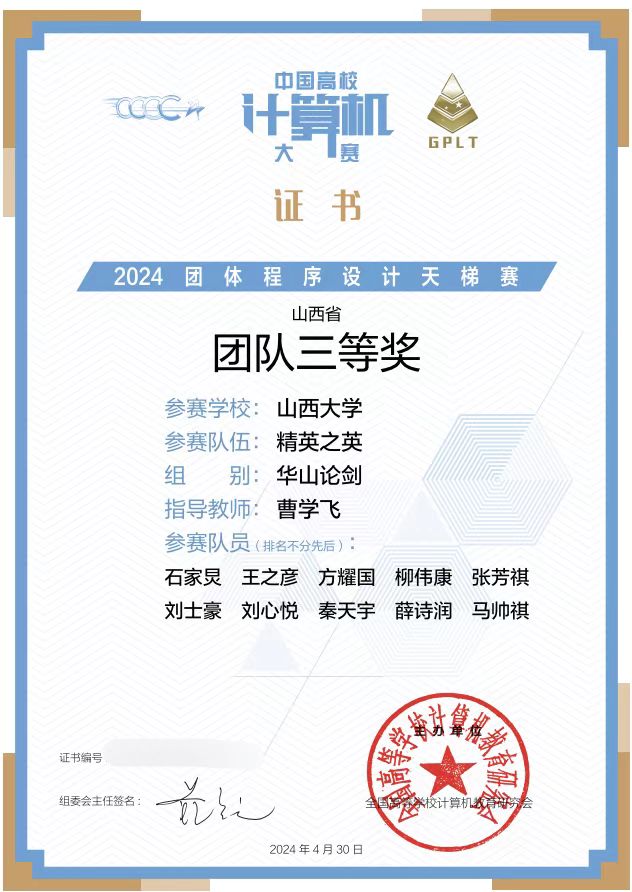 CCCC
中国高校
计算机
大赛
GPLT
证书
2024 团体程序设计天梯赛
山西省
团队三等奖
参赛学校： 山西大学
参赛队伍： 精英之英
组 别： 华山论剑
指导教师： 曹学飞
参赛队员（排名不分先后）：
石家炅 王之彦 方耀国 柳伟康 张芳祺
刘士豪 刘心悦 秦天宇 薛诗润 马帅祺
主办单位
全国高等学校计算机教育研究会
证书编号
组委会主任签名：
全国高等学校计算机教育研究会
2024 年 4 月 30 日